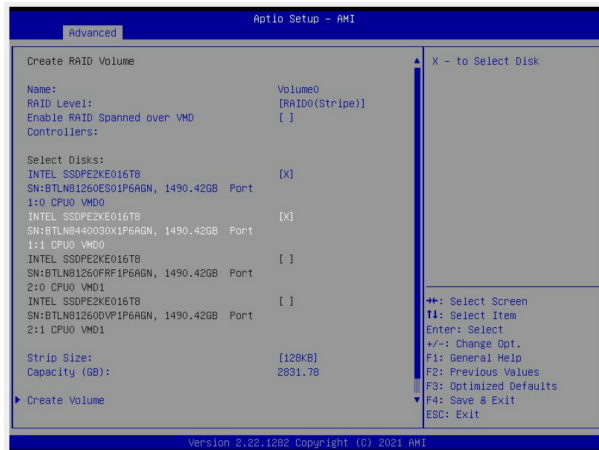 Aptio Setup - AMI
Advanced
Create RAID Volume
Name: Volume0
RAID Level: [RAID0(Stripe)]
Enable RAID Spanned over VMD [ ]
Controllers:
Select Disks:
INTEL SSDPE2KE016T8 [X]
SN:BTLN81260ES01P6AGN, 1490.42GB Port
1:0 CPU0 VMD0
INTEL SSDPE2KE016T8 [X]
SN:BTLN8440030X1P6AGN, 1490.42GB Port
1:1 CPU0 VMD0
INTEL SSDPE2KE016T8 [ ]
SN:BTLN81260FRF1P6AGN, 1490.42GB Port
2:0 CPU0 VMD1
INTEL SSDPE2KE016T8 [ ]
SN:BTLN81260DVP1P6AGN, 1490.42GB Port
2:1 CPU0 VMD1
Strip Size: [128KB]
Capacity (GB): 2831.78
Create Volume
X - to Select Disk
↔: Select Screen
↑↓: Select Item
Enter: Select
+/-: Change Opt.
F1: General Help
F2: Previous Values
F3: Optimized Defaults
F4: Save & Exit
ESC: Exit
Version 2.22.1282 Copyright (C) 2021 AMI